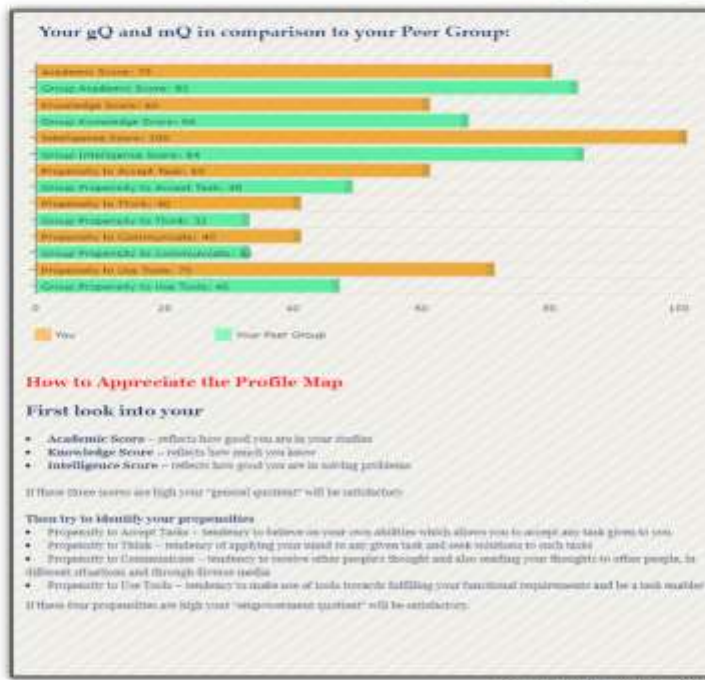 Your gQ and mQ in comparison to your Peer Group:
Academic Score:
Group Academic Score:
Knowledge Score:
Group Knowledge Score:
Intelligence Score: 100
Group Intelligence Score:
Propensity to Accept Task:
Group Propensity to Accept Task:
Propensity to Think: 40
Group Propensity to Think:
Propensity to Communicate: 40
Group Propensity to Communicate:
Propensity to Use Tools: 70
Group Propensity to Use Tools:
0 20 40 60 80 100
You Your Peer Group
How to Appreciate the Profile Map
First look into your
• Academic Score – reflects how good you are in your studies
• Knowledge Score – reflects how much you know
• Intelligence Score – reflects how good you are in solving problems
If these three scores are high your "general quotient" will be satisfactory
Then try to identify your propensities
• Propensity to Accept Tasks – tendency to believe on your own abilities which allows you to accept any task given to you
• Propensity to Think – tendency of applying your mind to any given task and seek solutions to such tasks
• Propensity to Communicate – tendency to receive other people's thought and also sending your thoughts to other people, in
different situations and through diverse media
• Propensity to Use Tools – tendency to make use of tools towards fulfilling your functional requirements and be a task enabler
If these four propensities are high your "empowerment quotient" will be satisfactory.